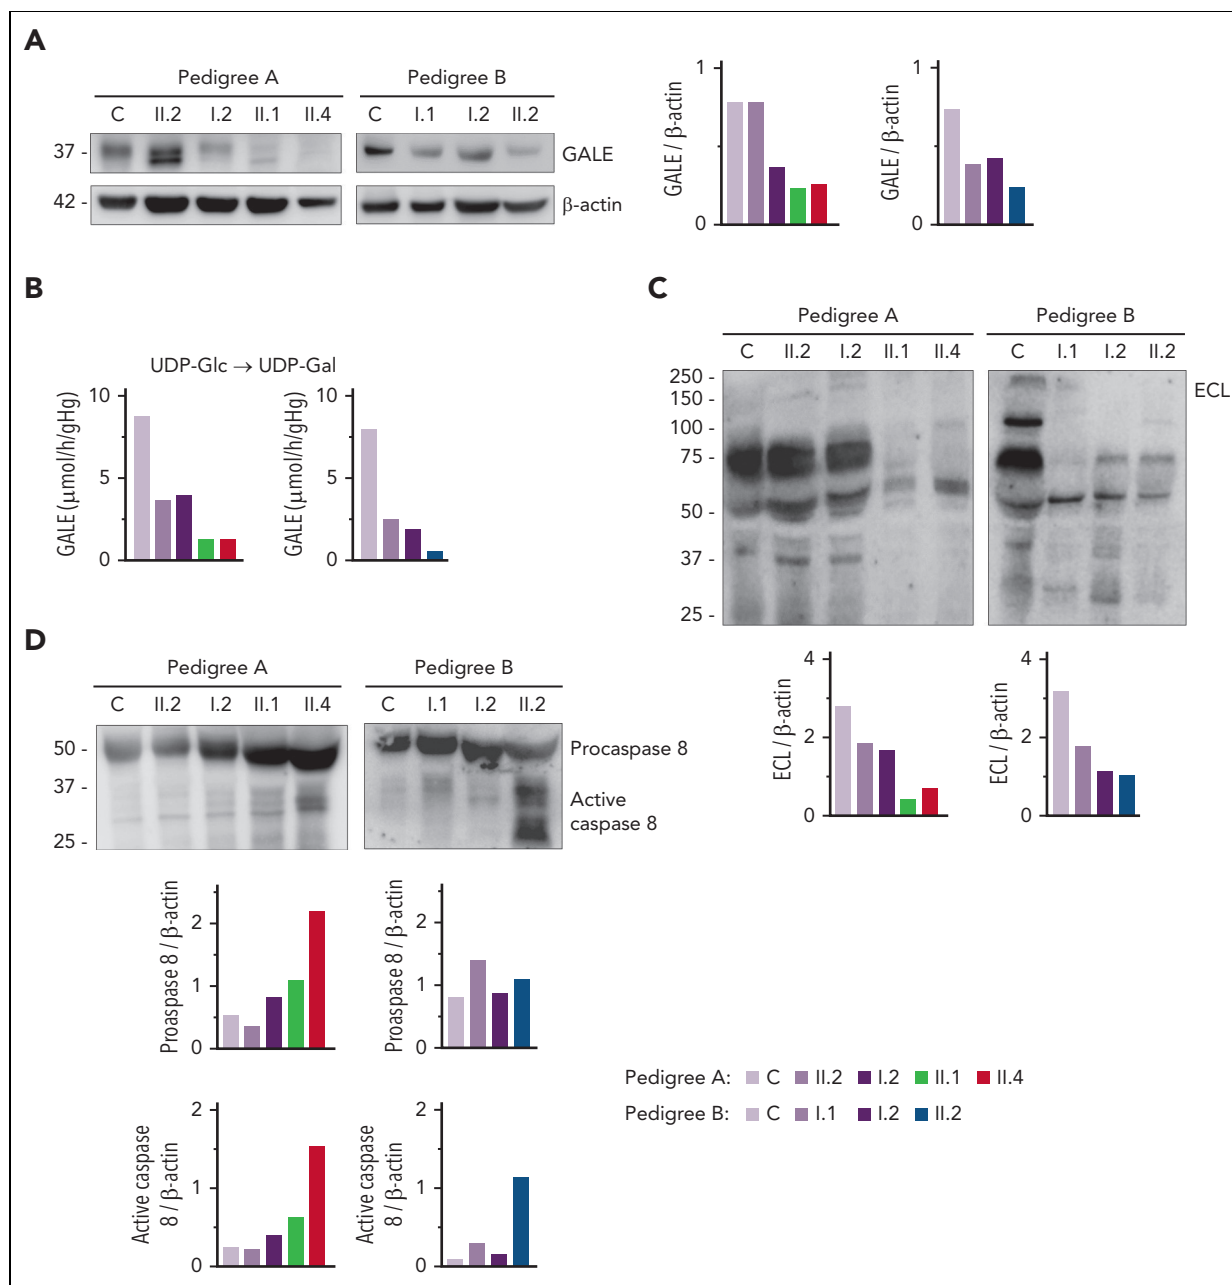 A
Pedigree A
Pedigree B
C II.2 I.2 II.1 II.4
C I.1 I.2 II.2
37 -
GALE
42 -
β-actin
1
GALE / β-actin
0
1
GALE / β-actin
0
B
UDP-Glc → UDP-Gal
10
5
0
GALE (μmol/h/gHg)
10
5
0
GALE (μmol/h/gHg)
C
Pedigree A
Pedigree B
C II.2 I.2 II.1 II.4
C I.1 I.2 II.2
250 -
150 -
100 -
75 -
50 -
37 -
25 -
ECL
4
2
0
ECL / β-actin
4
2
0
ECL / β-actin
D
Pedigree A
Pedigree B
C II.2 I.2 II.1 II.4
C I.1 I.2 II.2
50 -
37 -
25 -
Procaspase 8
Active
caspase 8
2
1
0
Proaspase 8 / β-actin
2
1
0
Proaspase 8 / β-actin
2
1
0
Active caspase
8 / β-actin
2
1
0
Active caspase
8 / β-actin
Pedigree A: C II.2 I.2 II.1 II.4
Pedigree B: C I.1 I.2 II.2